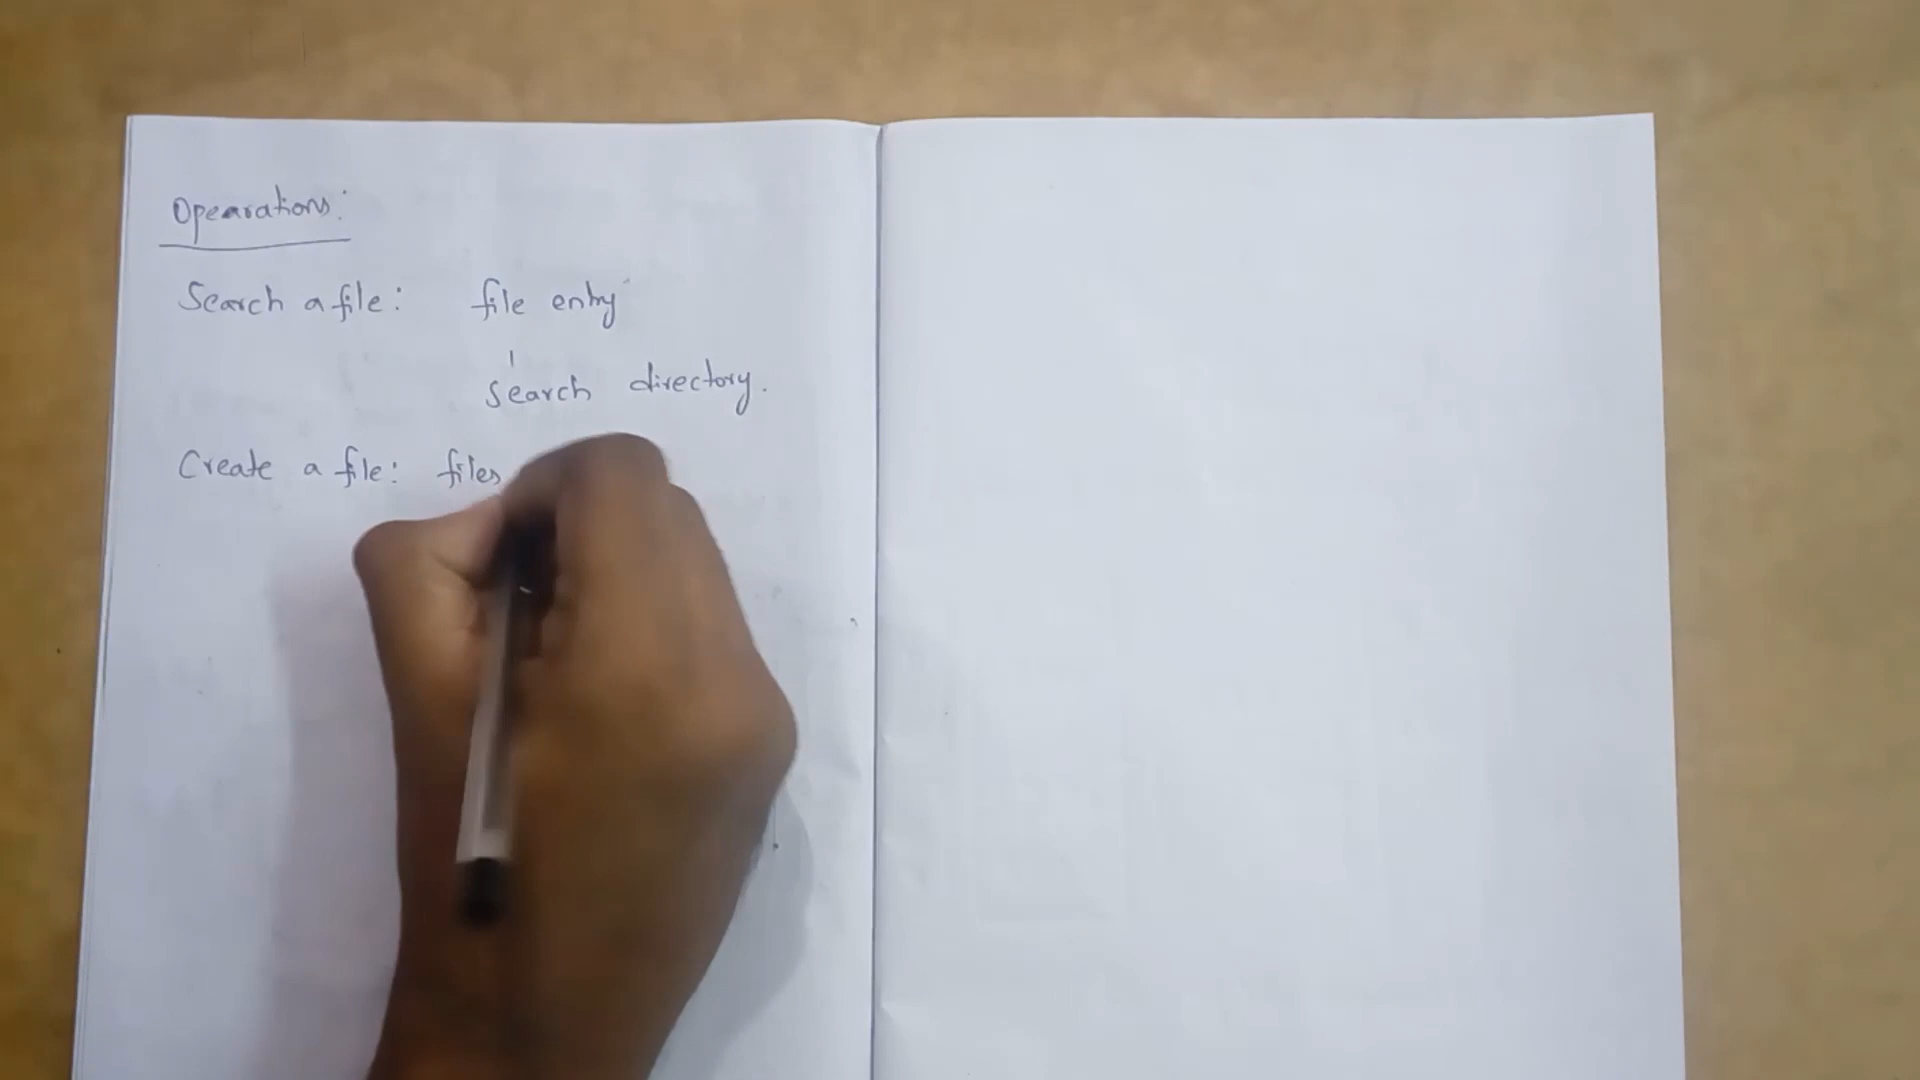 Opearations:
Search a file: file entry
search directory.
Create a file: files